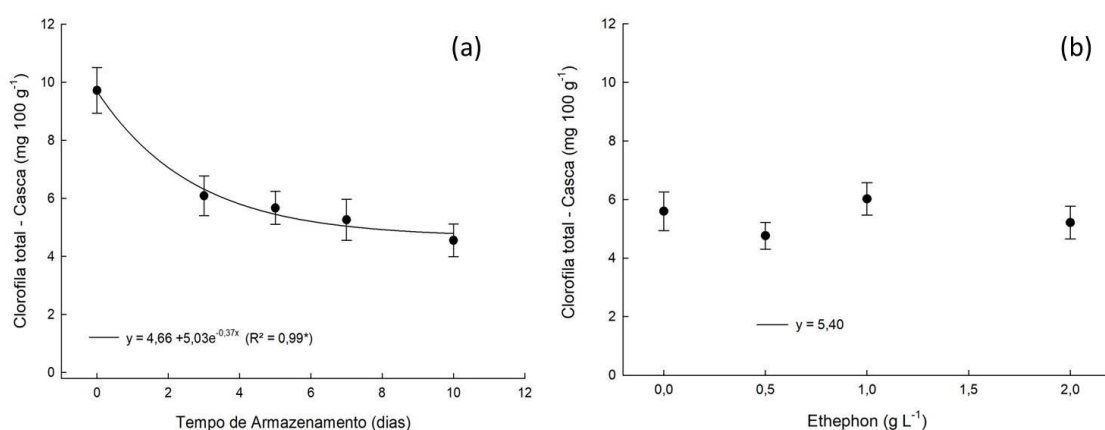 (a)
Clorofila total - Casca (mg 100 g⁻¹)
12
10
8
6
4
2
0
y = 4,66 +5,03e^-0,37x (R² = 0,99*)
0 2 4 6 8 10 12
Tempo de Armazenamento (dias)
(b)
Clorofila total - Casca (mg 100 g⁻¹)
12
10
8
6
4
2
0
y = 5,40
0,0 0,5 1,0 1,5 2,0
Ethephon (g L⁻¹)